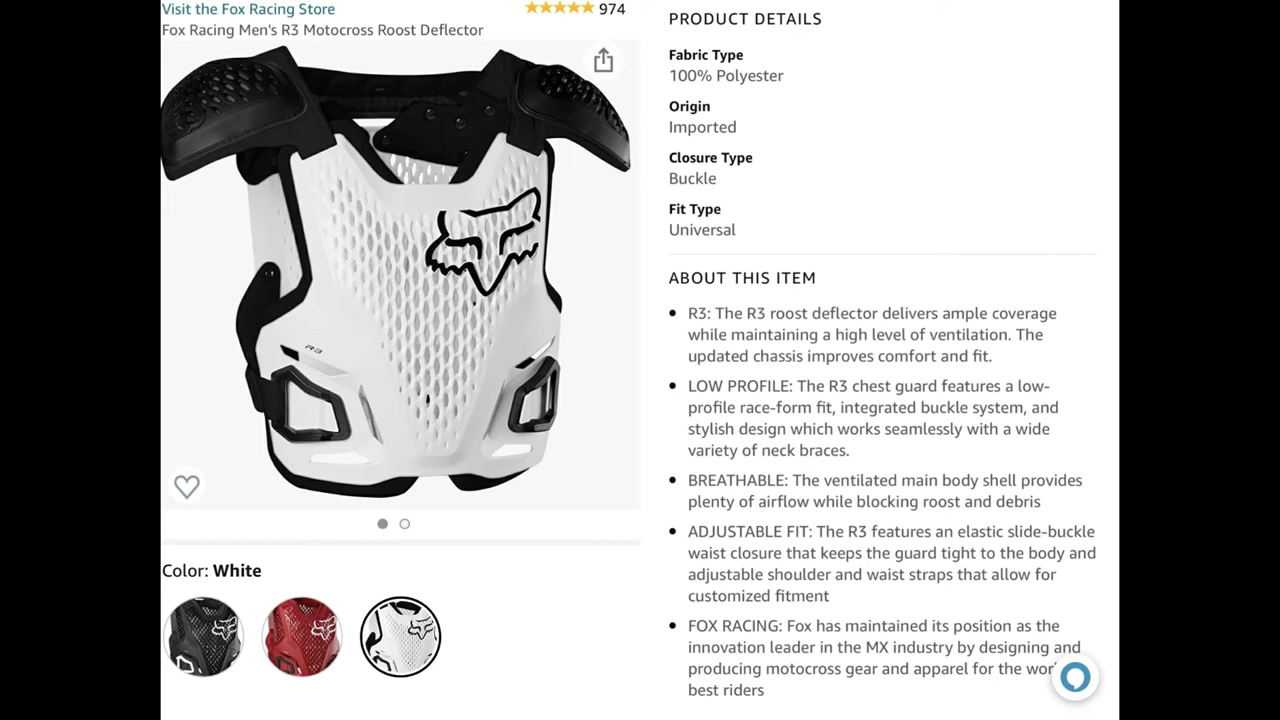 Visit the Fox Racing Store
974
Fox Racing Men's R3 Motocross Roost Deflector
R3
Color: White
PRODUCT DETAILS
Fabric Type
100% Polyester
Origin
Imported
Closure Type
Buckle
Fit Type
Universal
ABOUT THIS ITEM
• R3: The R3 roost deflector delivers ample coverage
while maintaining a high level of ventilation. The
updated chassis improves comfort and fit.
• LOW PROFILE: The R3 chest guard features a low-
profile race-form fit, integrated buckle system, and
stylish design which works seamlessly with a wide
variety of neck braces.
• BREATHABLE: The ventilated main body shell provides
plenty of airflow while blocking roost and debris
• ADJUSTABLE FIT: The R3 features an elastic slide-buckle
waist closure that keeps the guard tight to the body and
adjustable shoulder and waist straps that allow for
customized fitment
• FOX RACING: Fox has maintained its position as the
innovation leader in the MX industry by designing and
producing motocross gear and apparel for the
best riders